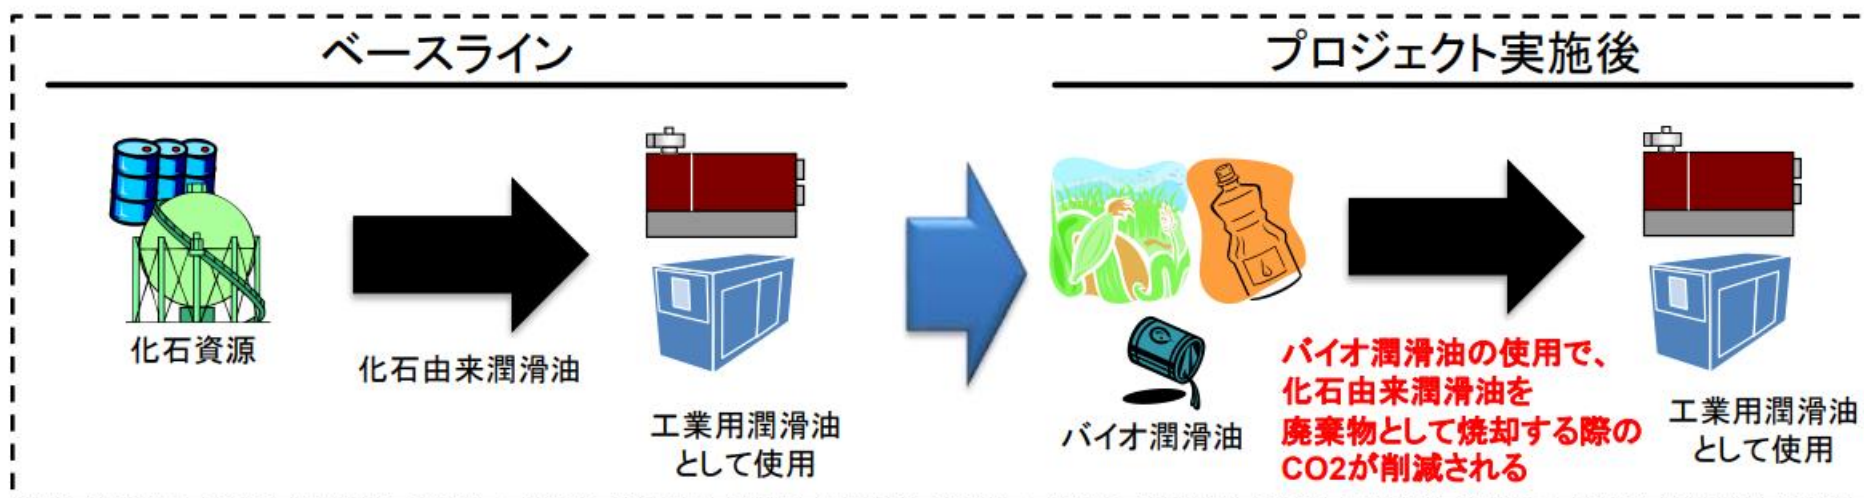 ベースライン
化石資源
化石由来潤滑油
工業用潤滑油
として使用
プロジェクト実施後
バイオ潤滑油
バイオ潤滑油の使用で、
化石由来潤滑油を
廃棄物として焼却する際の
CO2が削減される
工業用潤滑油
として使用